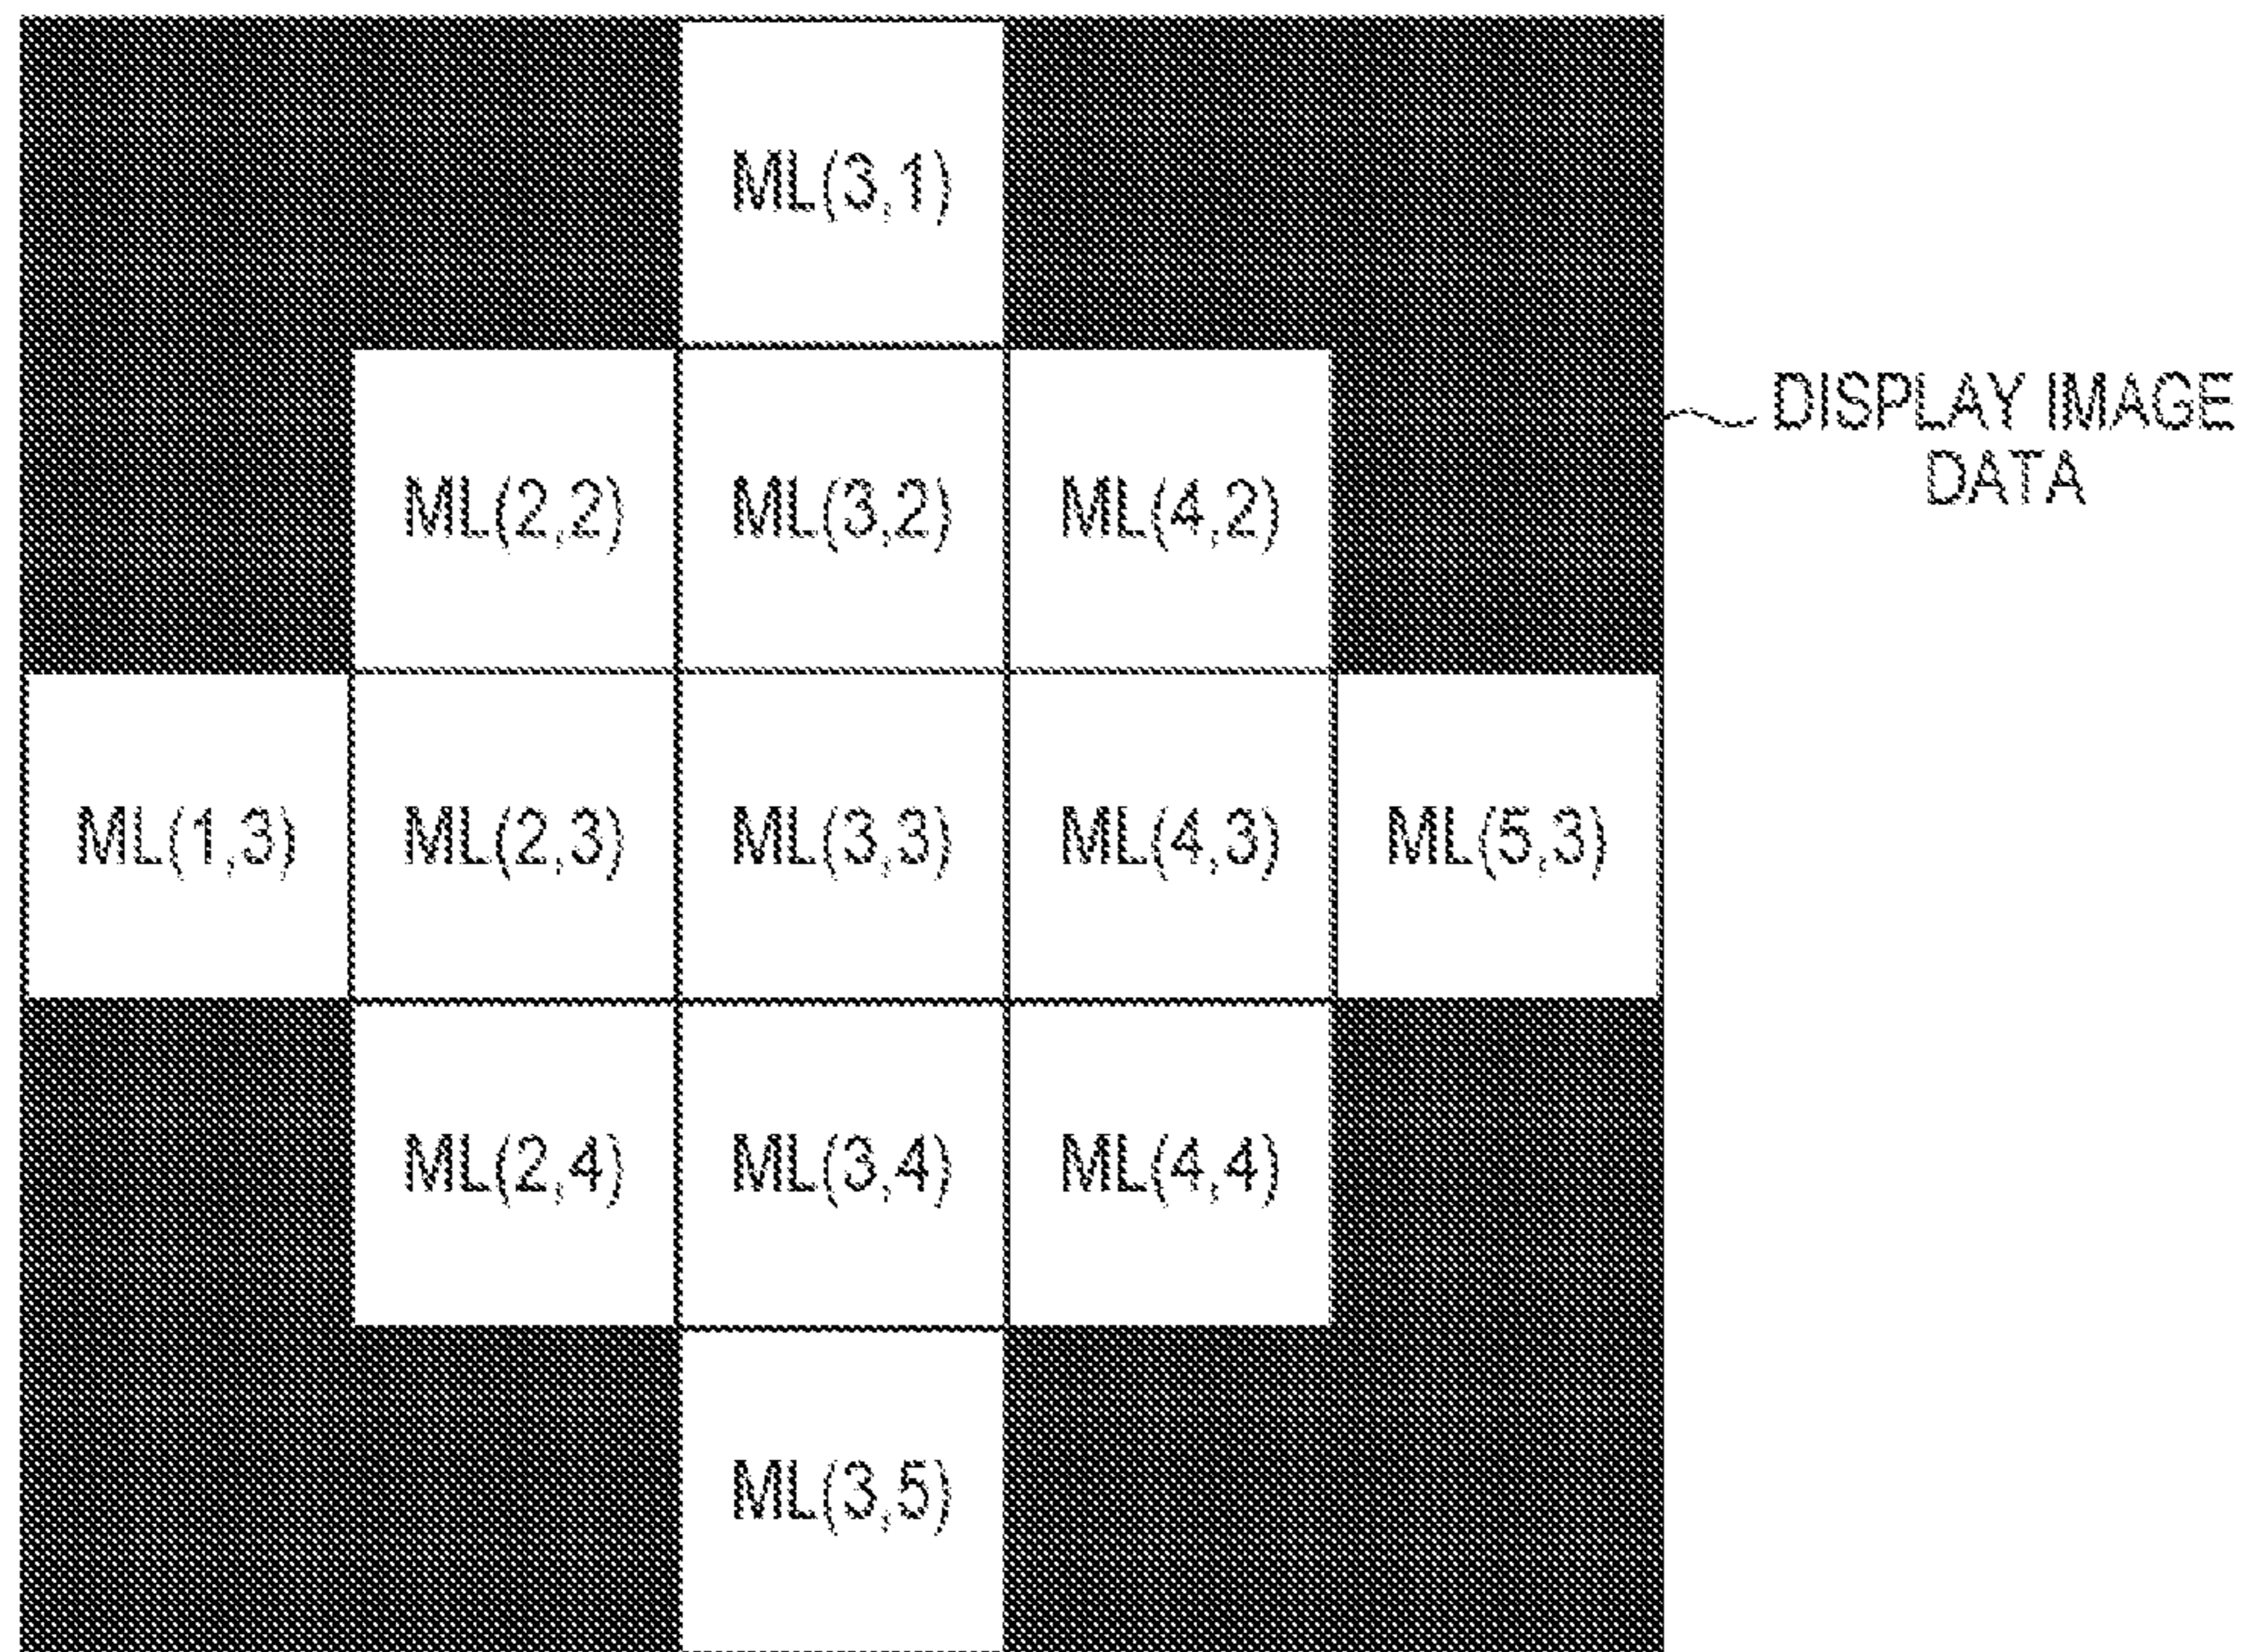 ML(3,1)
ML(2,2) ML(3,2) ML(4,2)
ML(1,3) ML(2,3) ML(3,3) ML(4,3) ML(5,3)
ML(2,4) ML(3,4) ML(4,4)
ML(3,5)
DISPLAY IMAGE
DATA